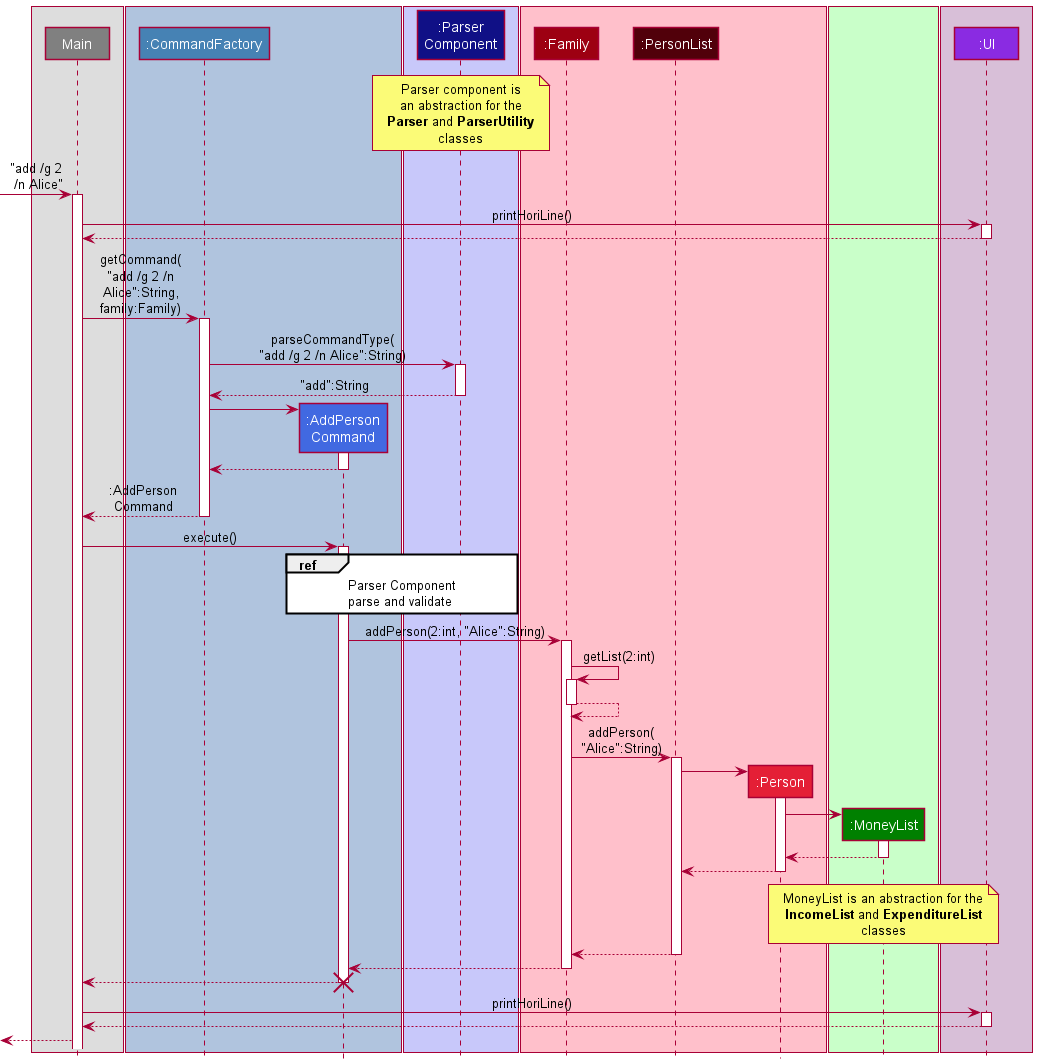 Main
:CommandFactory
:Parser
Component
:Family
:PersonList
:UI
Parser component is
an abstraction for the
Parser and ParserUtility
classes
"add /g 2
/n Alice"
printHoriLine()
getCommand(
"add /g 2 /n
Alice":String,
family:Family)
parseCommandType(
"add /g 2 /n Alice":String)
"add":String
:AddPerson
Command
:AddPerson
Command
execute()
ref
Parser Component
parse and validate
addPerson(2:int, "Alice":String)
getList(2:int)
addPerson(
"Alice":String)
:Person
:MoneyList
MoneyList is an abstraction for the
IncomeList and ExpenditureList
classes
printHoriLine()